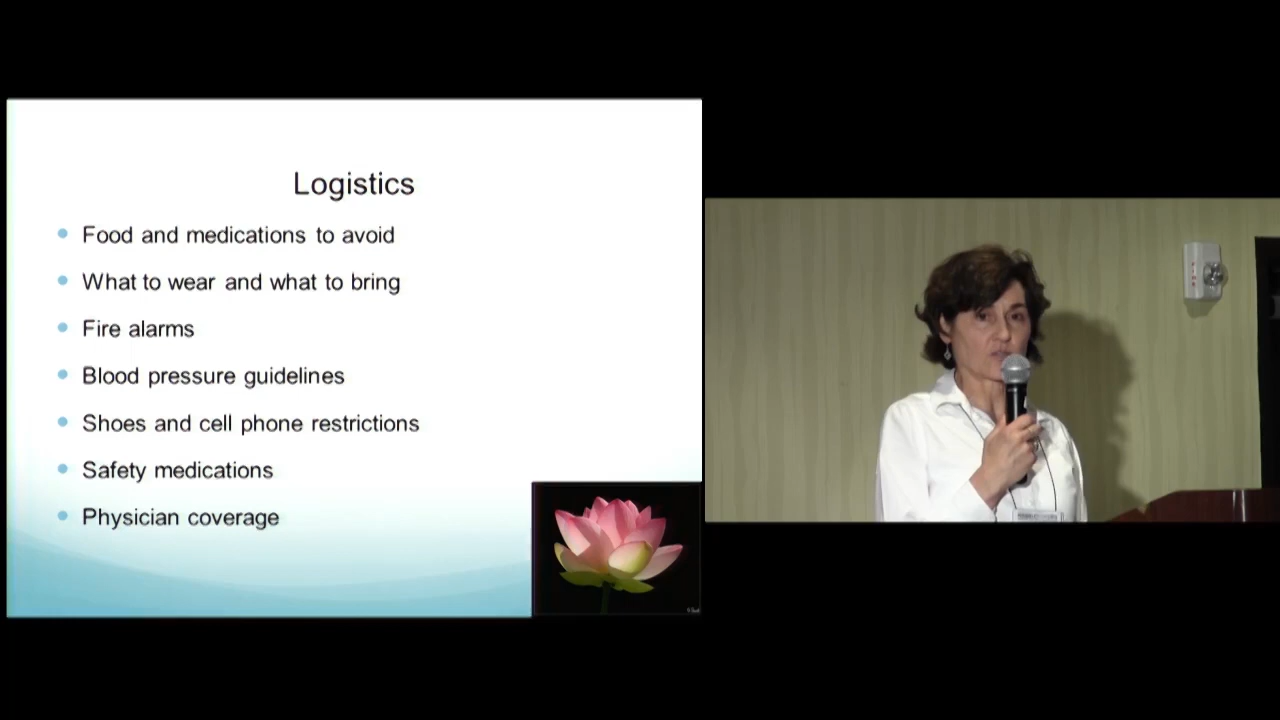 Logistics
Food and medications to avoid
What to wear and what to bring
Fire alarms
Blood pressure guidelines
Shoes and cell phone restrictions
Safety medications
Physician coverage